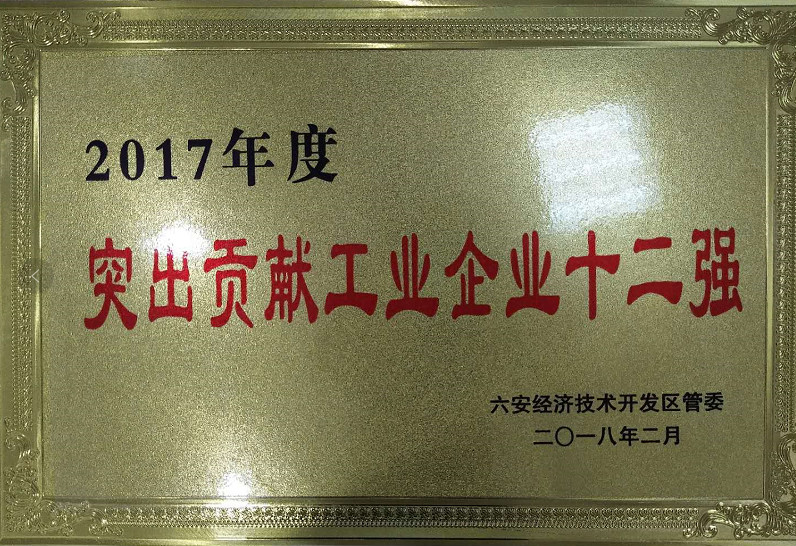 2017年度
突出贡献工业企业十二强
六安经济技术开发区管委
二〇一八年二月